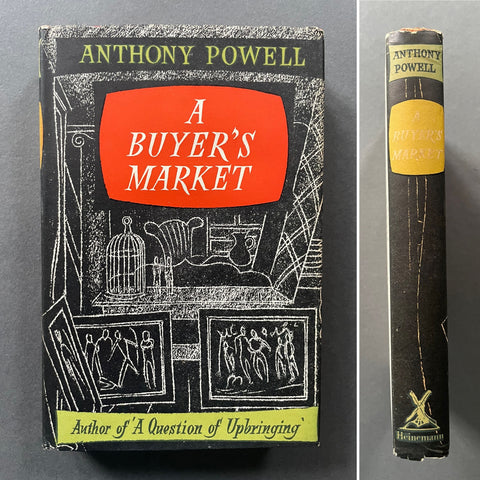 ANTHONY POWELL
A
BUYER'S
MARKET
Author of 'A Question of Upbringing'
ANTHONY
POWELL
A
BUYER'S
MARKET
Heinemann